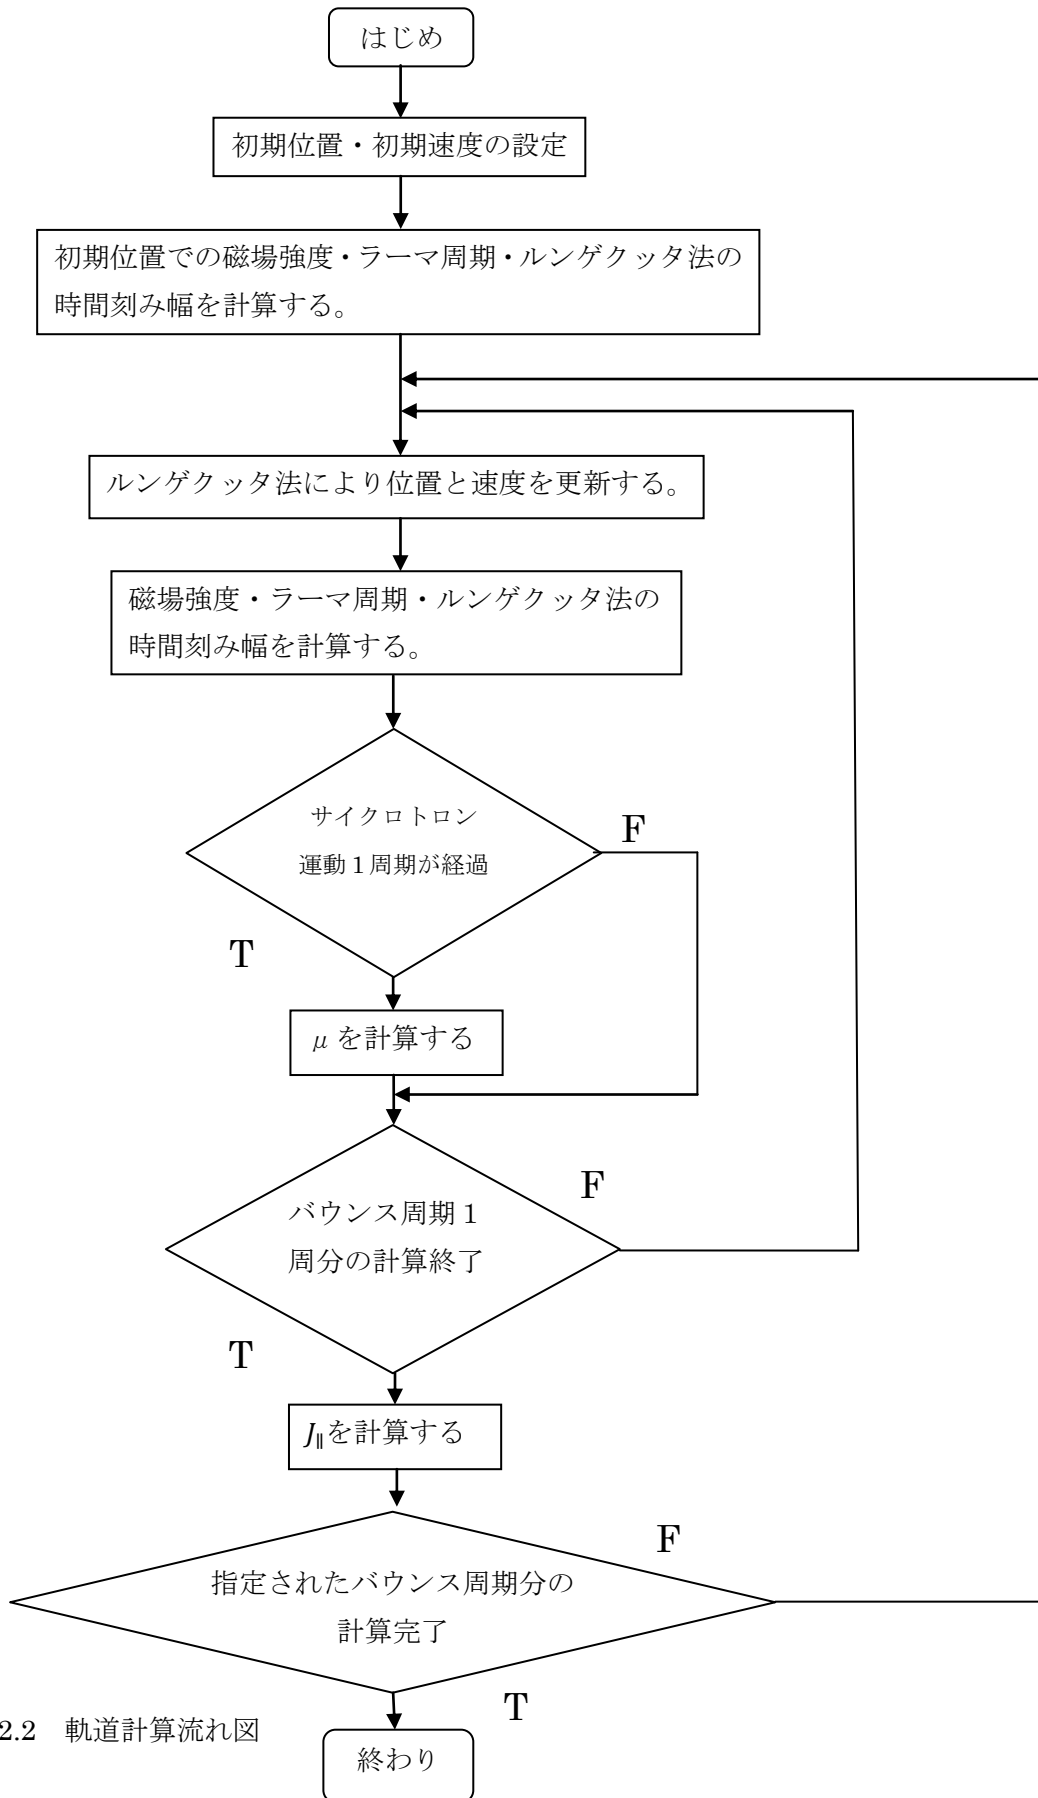 はじめ
初期位置・初期速度の設定
初期位置での磁場強度・ラーマ周期・ルンゲクッタ法の
時間刻み幅を計算する。
ルンゲクッタ法により位置と速度を更新する。
磁場強度・ラーマ周期・ルンゲクッタ法の
時間刻み幅を計算する。
サイクロトロン
運動１周期が経過
F
T
μを計算する
バウンス周期１
周分の計算終了
F
T
J∥を計算する
指定されたバウンス周期分の
計算完了
F
T
2.2　軌道計算流れ図
終わり